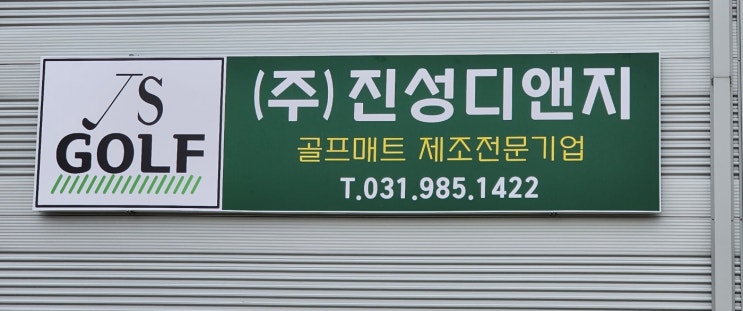 JS
GOLF
(주)진성디앤지
골프매트 제조전문기업
T.031.985.1422